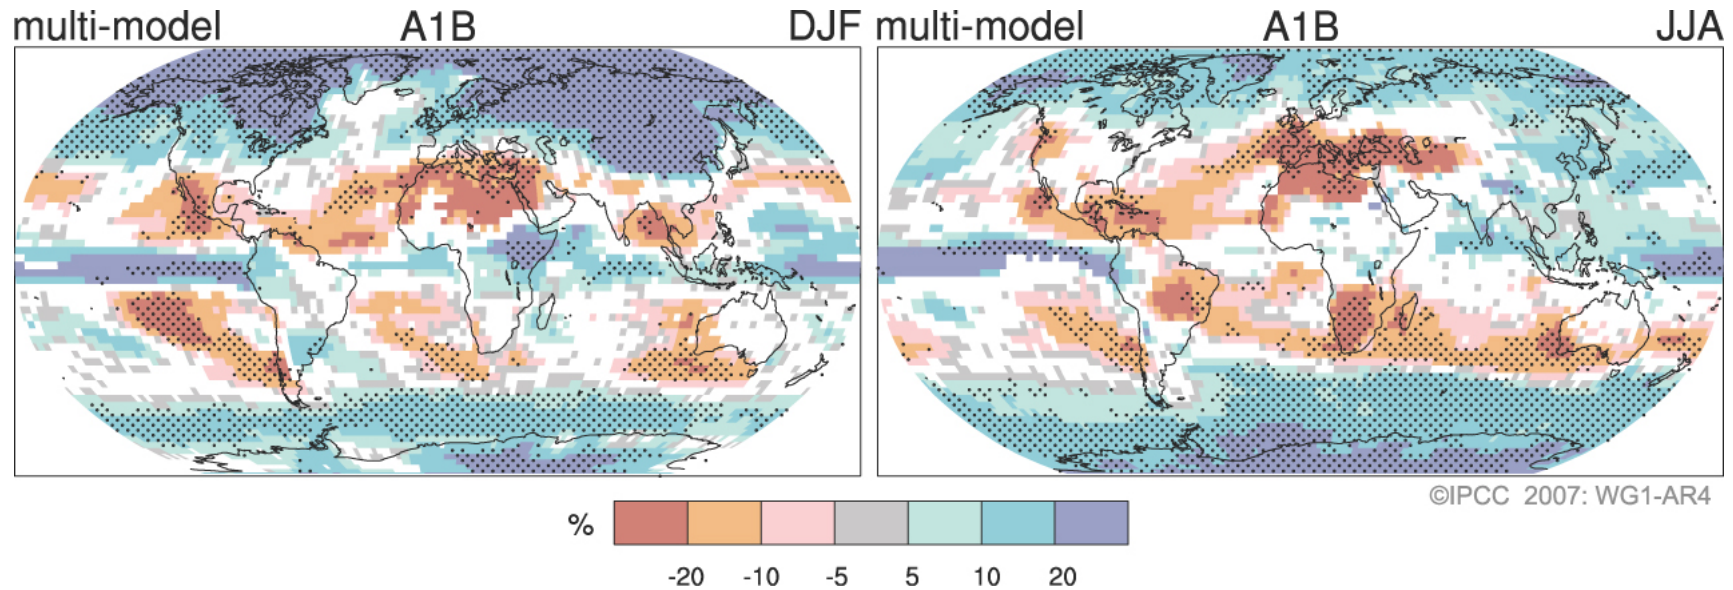 multi-model A1B DJF multi-model A1B JJA
©IPCC 2007: WG1-AR4
%
-20 -10 -5 5 10 20